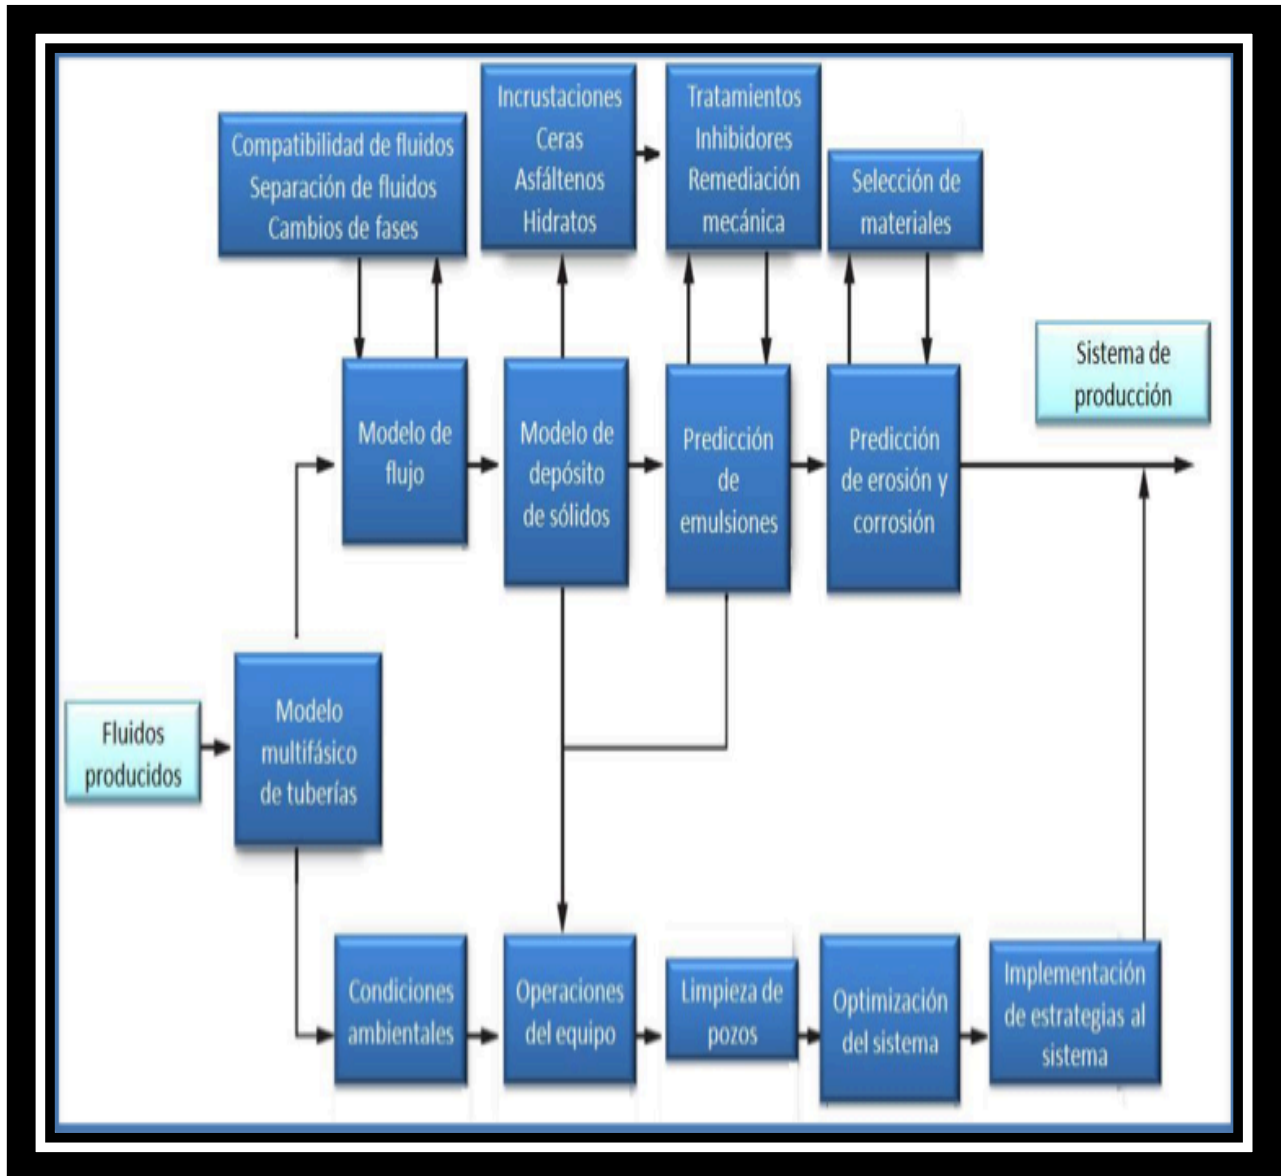 Compatibilidad de fluidos
Separación de fluidos
Cambios de fases
Incrustaciones
Ceras
Asfáltenos
Hidratos
Tratamientos
Inhibidores
Remediación
mecánica
Selección de
materiales
Sistema de
producción
Modelo de
flujo
Modelo de
depósito
de sólidos
Predicción
de
emulsiones
Predicción
de erosión y
corrosión
Fluidos
producidos
Modelo
multifásico
de tuberías
Condiciones
ambientales
Operaciones
del equipo
Limpieza de
pozos
Optimización
del sistema
Implementación
de estrategias al
sistema